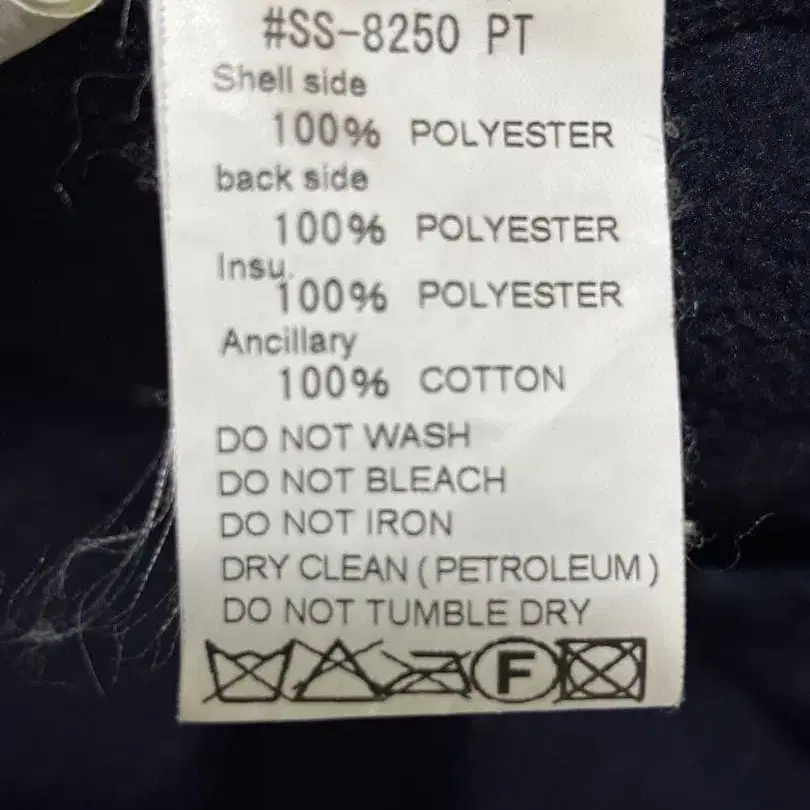 #SS-8250 PT
Shell side
100% POLYESTER
back side
100% POLYESTER
Insu.
100% POLYESTER
Ancillary
100% COTTON
DO NOT WASH
DO NOT BLEACH
DO NOT IRON
DRY CLEAN ( PETROLEUM )
DO NOT TUMBLE DRY
F